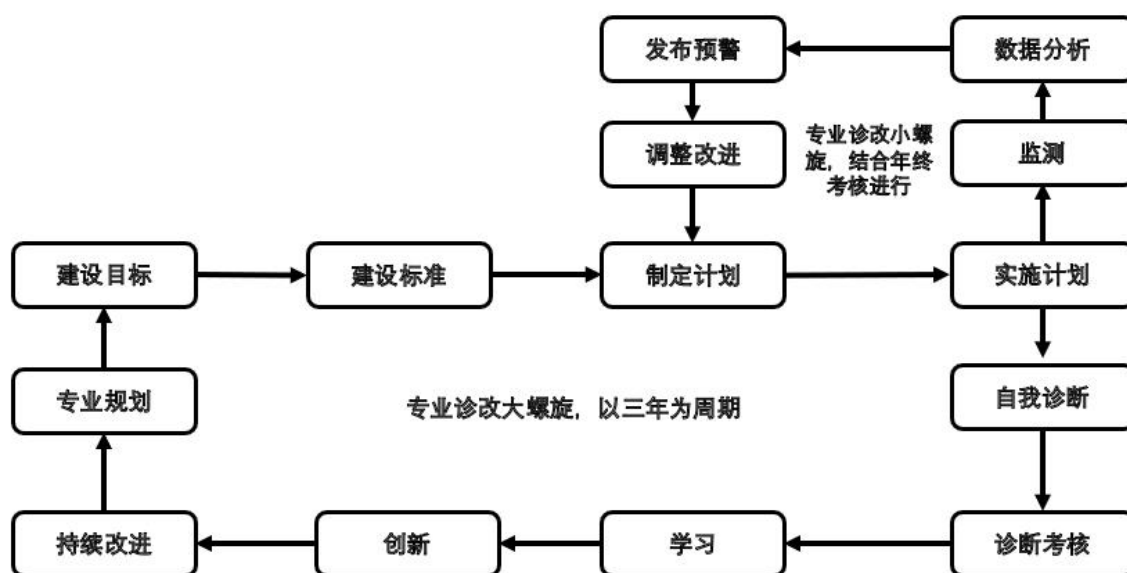 发布预警
数据分析
调整改进
专业诊改小螺
旋，结合年终
考核进行
监测
建设目标
建设标准
制定计划
实施计划
专业规划
专业诊改大螺旋，以三年为周期
自我诊断
持续改进
创新
学习
诊断考核